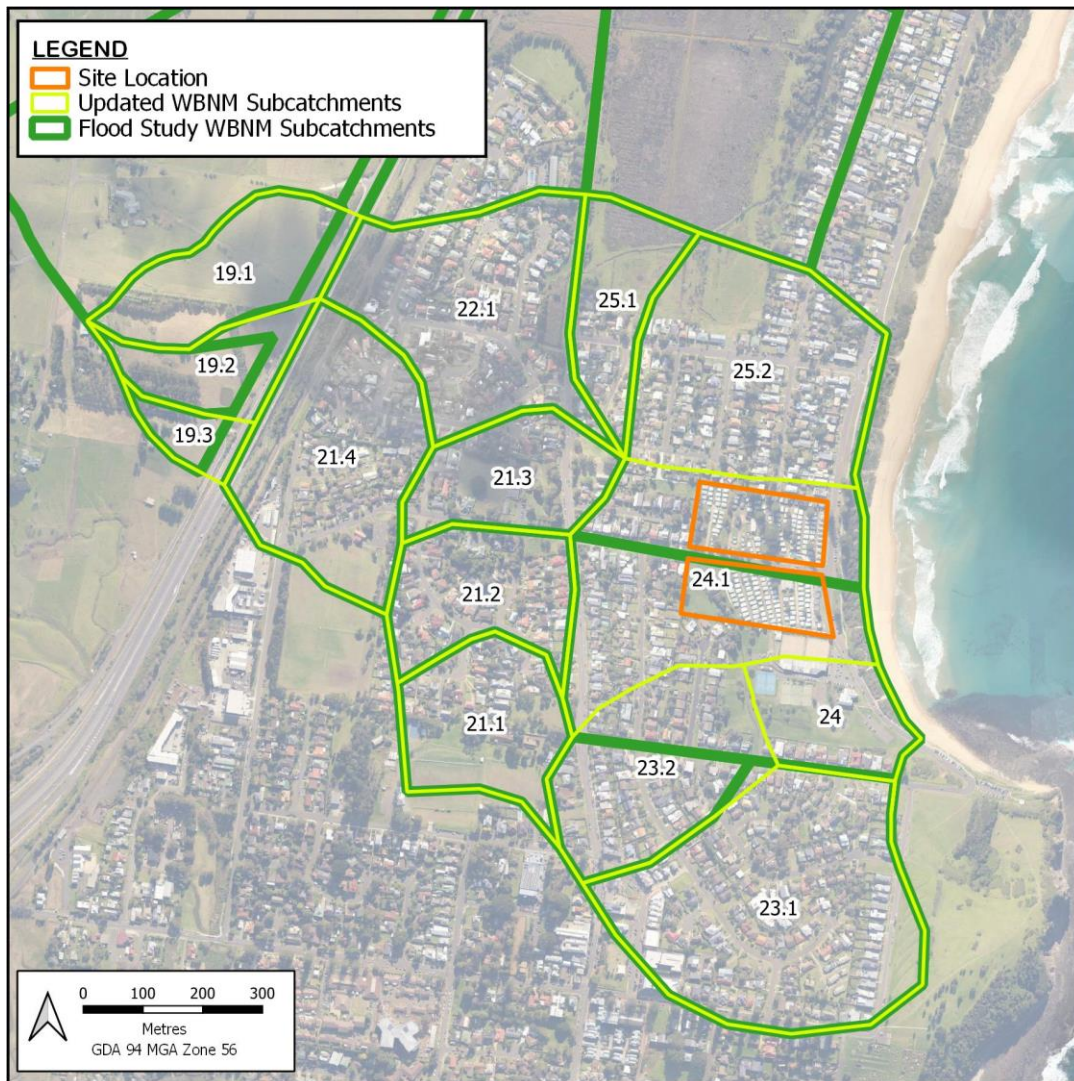 LEGEND
Site Location
Updated WBNM Subcatchments
Flood Study WBNM Subcatchments
19.1
22.1
25.1
19.2
25.2
19.3
21.4
21.3
24.1
21.2
24
21.1
23.2
23.1
0 100 200 300
Metres
GDA 94 MGA Zone 56